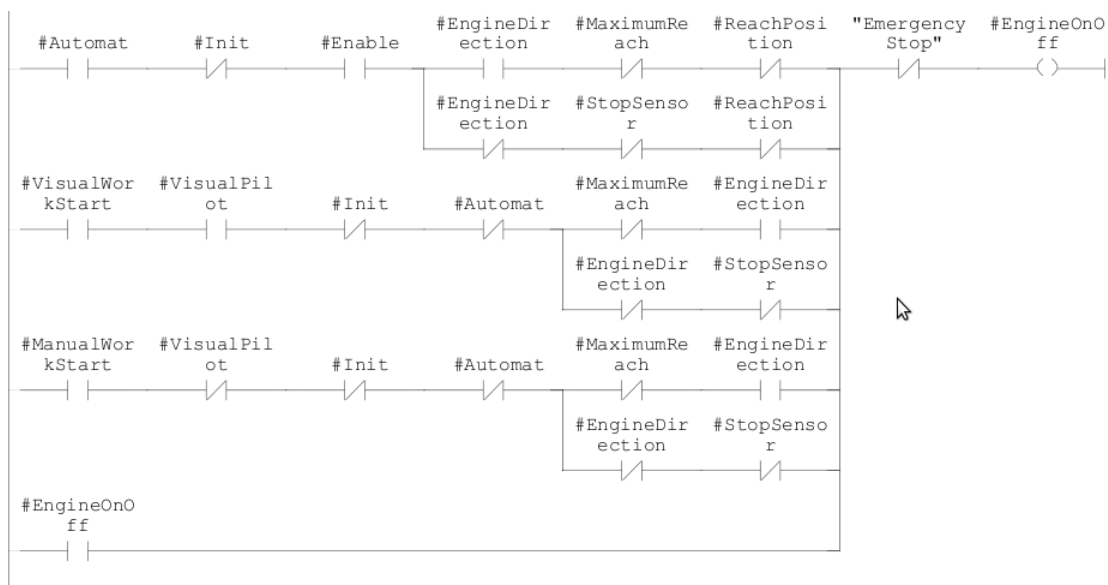 #EngineDir #MaximumRe #ReachPosi "Emergency #EngineOnO
#Automat #Init #Enable ection ach tion Stop" ff
#EngineDir #StopSenso #ReachPosi
ection r tion
#VisualWor #VisualPil #MaximumRe #EngineDir
kStart ot #Init #Automat ach ection
#EngineDir #StopSenso
ection r
#ManualWor #VisualPil #MaximumRe #EngineDir
kStart ot #Init #Automat ach ection
#EngineDir #StopSenso
ection r
#EngineOnO
ff